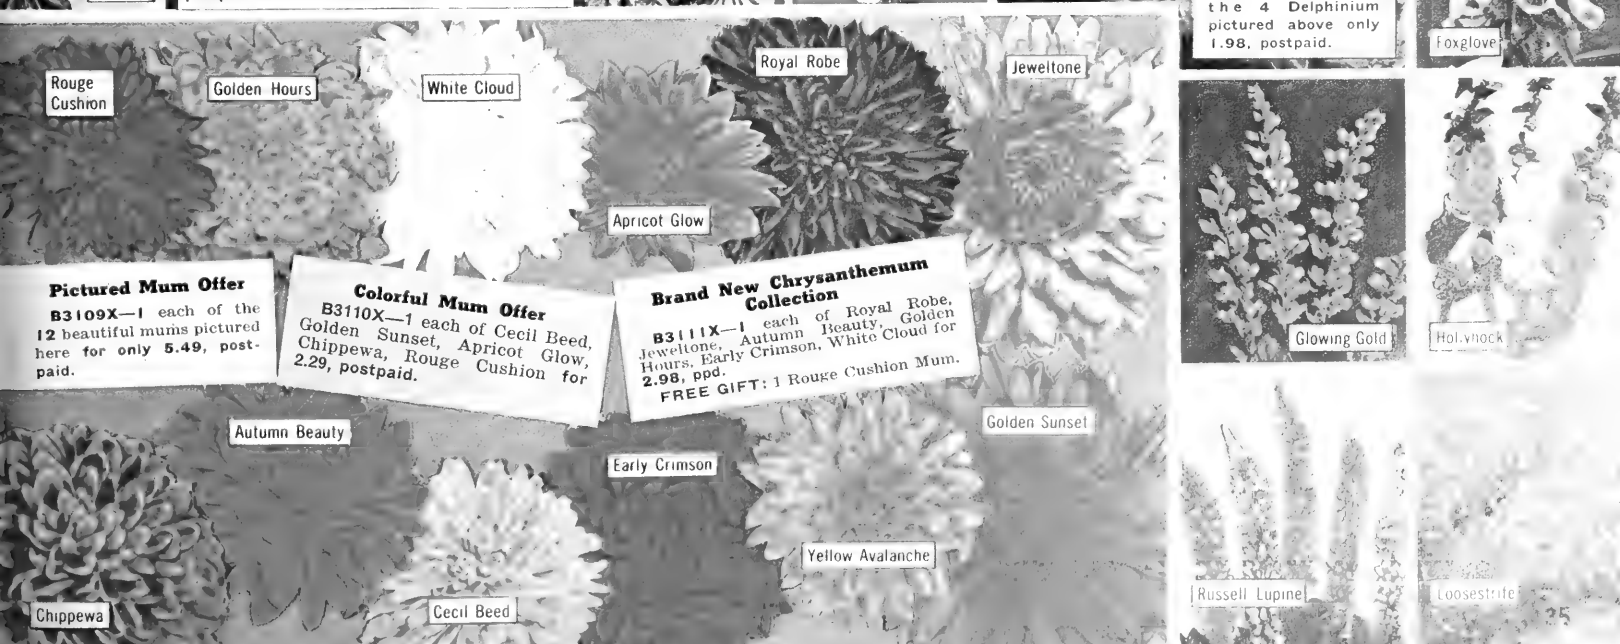 the 4 Delphinium
pictured above only
1.98, postpaid.
Foxglove
Rouge
Cushion
Golden Hours
White Cloud
Apricot Glow
Royal Robe
Jeweltone
Pictured Mum Offer
B3109X—1 each of the
12 beautiful mums pictured
here for only 5.49, post-
paid.
Colorful Mum Offer
B3110X—1 each of Cecil Beed,
Golden Sunset, Apricot Glow,
Chippewa, Rouge Cushion for
2.29, postpaid.
Brand New Chrysanthemum
Collection
B3111X—1 each of Royal Robe,
Jeweltone, Autumn Beauty, Golden
Hours, Early Crimson, White Cloud for
2.98, ppd.
FREE GIFT: 1 Rouge Cushion Mum.
Glowing Gold
Hollyhock
Autumn Beauty
Early Crimson
Golden Sunset
Yellow Avalanche
Chippewa
Cecil Beed
Russell Lupine
Loosestrife
35